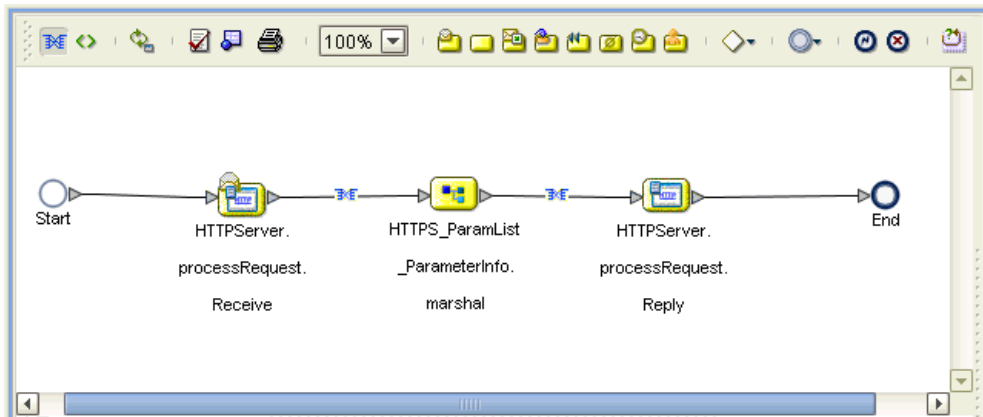 100%
Start
HTTPServer.
processRequest.
Receive
HTTPS_ParamList
_ParameterInfo.
marshal
HTTPServer.
processRequest.
Reply
End